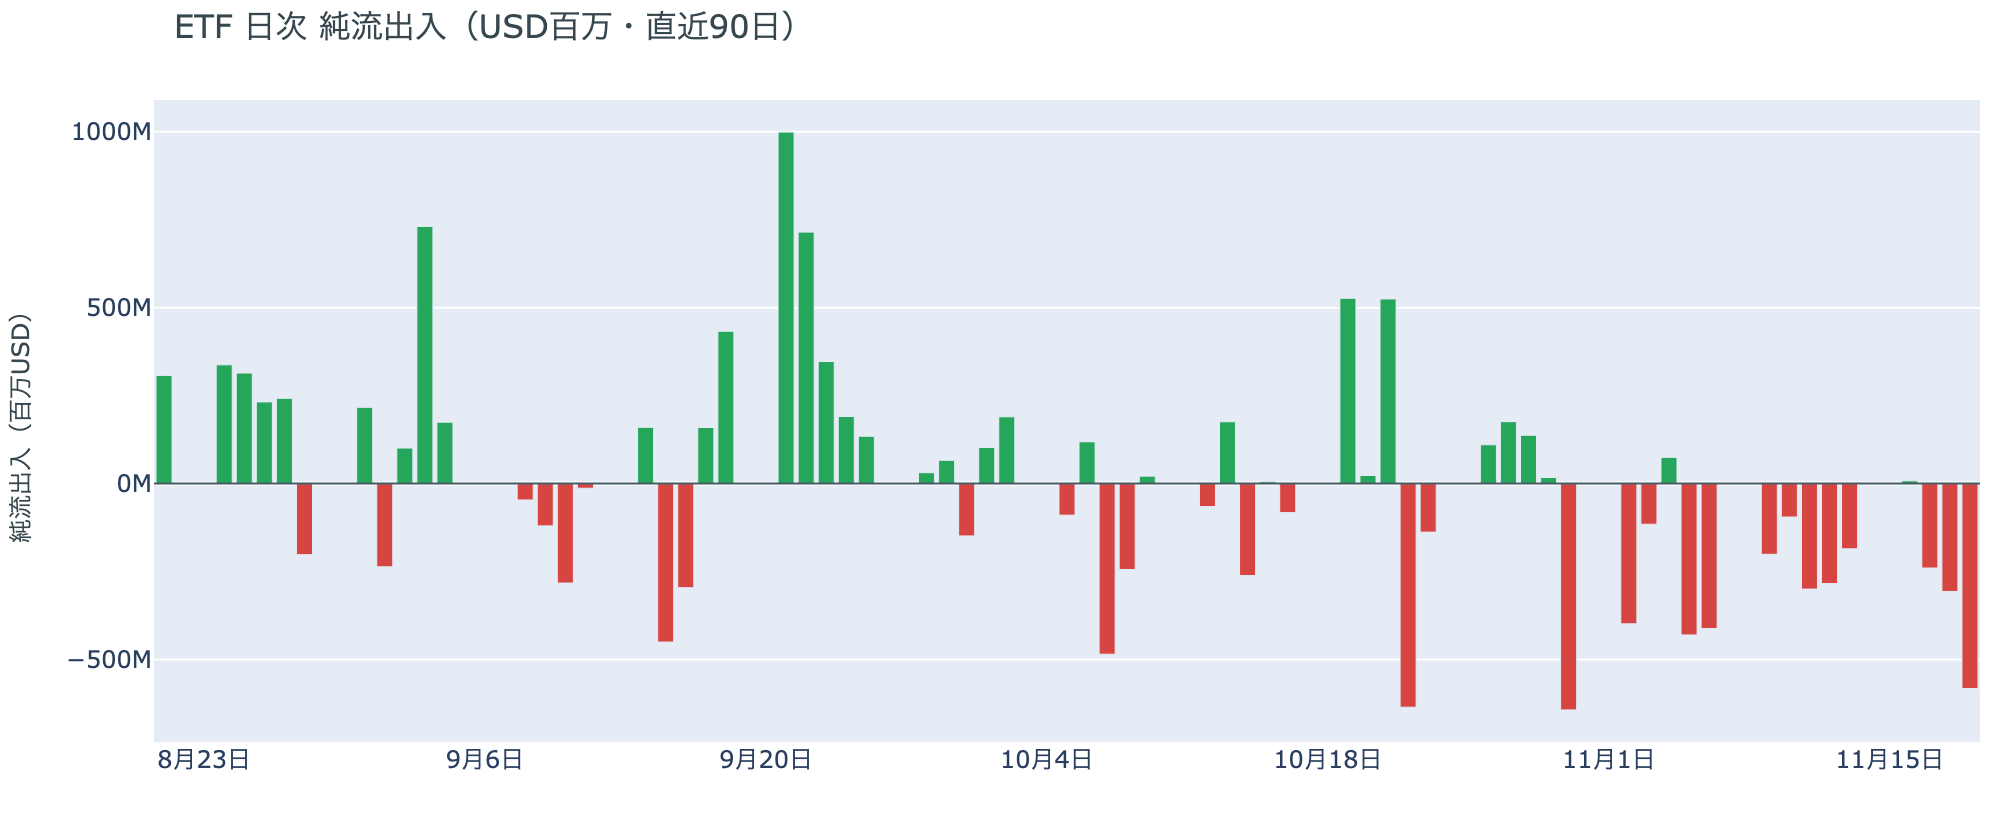 ETF 日次 純流出入（USD百万・直近90日）
純流出入（百万USD）
1000M
500M
0M
−500M
8月23日
9月6日
9月20日
10月4日
10月18日
11月1日
11月15日